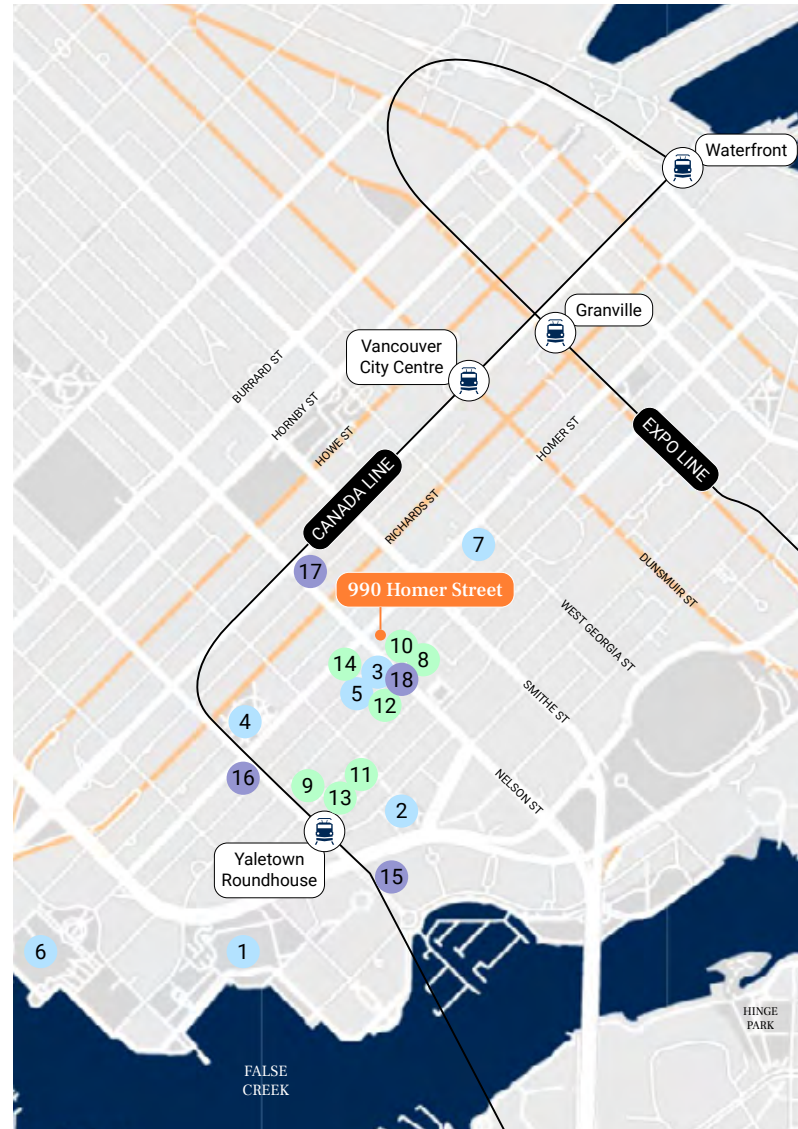 Waterfront
Granville
Vancouver
City Centre
BURRARD ST
HORNBY ST
HOWE ST
HOMER ST
EXPO LINE
CANADA LINE
RICHARDS ST
7
DUNSMUIR ST
17
990 Homer Street
WEST GEORGIA ST
10
14
8
3
18
5
12
SMITHE ST
4
16
11
9
13
2
NELSON ST
Yaletown
Roundhouse
15
6
1
HINGE
PARK
FALSE
CREEK